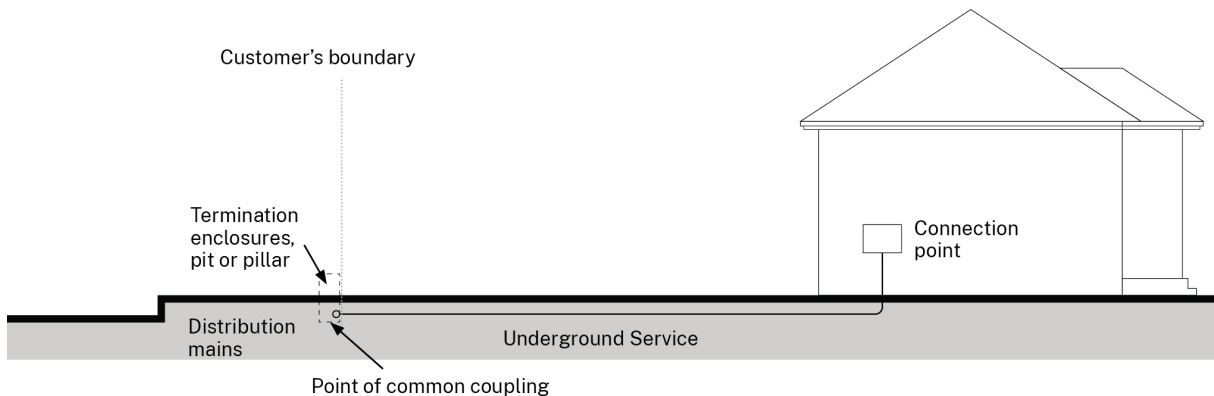 Customer’s boundary
Termination
enclosures,
pit or pillar
Connection
point
Distribution
mains
Underground Service
Point of common coupling